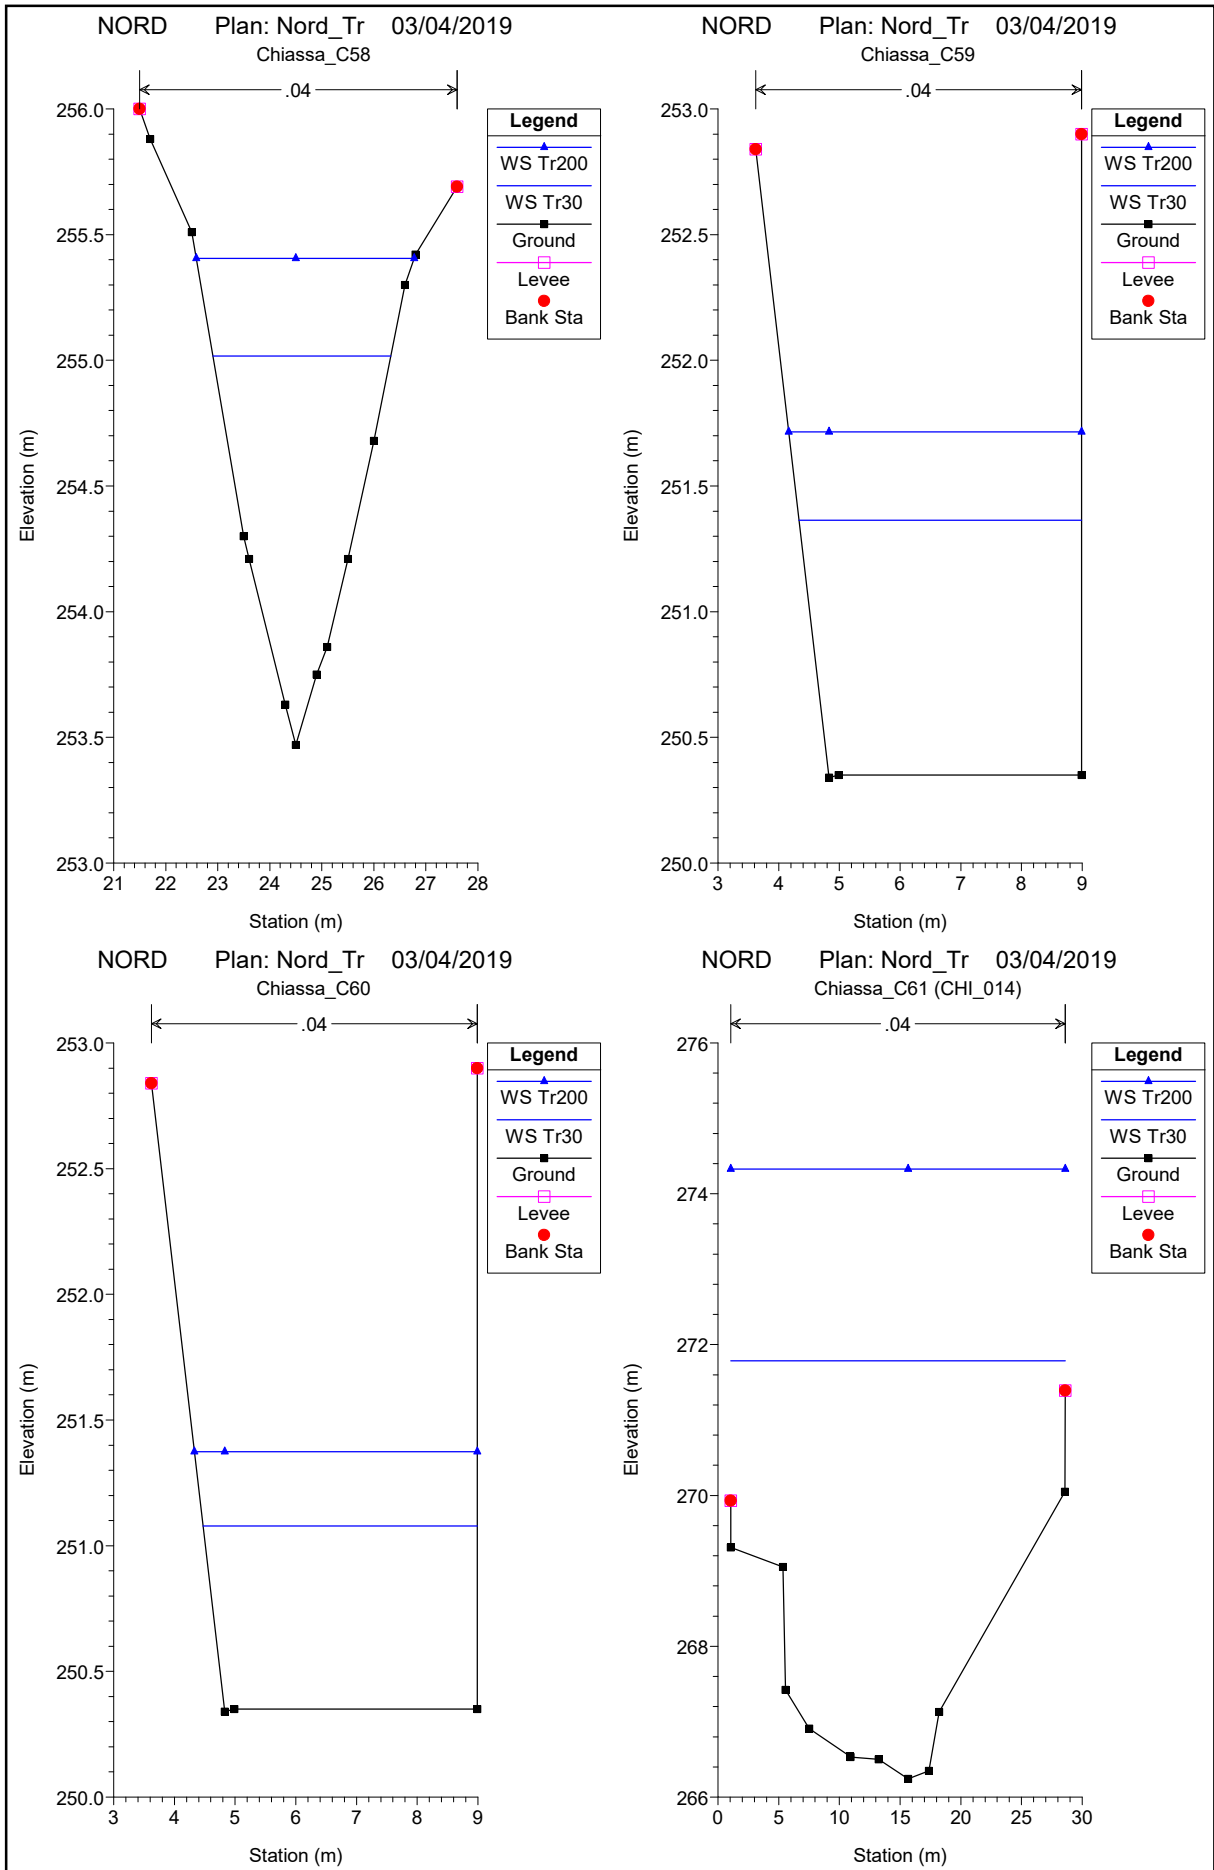 NORD Plan: Nord_Tr 03/04/2019
Chiassa_C58
.04
256.0
255.5
255.0
254.5
254.0
253.5
253.0
21 22 23 24 25 26 27 28
Elevation (m)
Station (m)
Legend
WS Tr200
WS Tr30
Ground
Levee
Bank Sta
NORD Plan: Nord_Tr 03/04/2019
Chiassa_C59
.04
253.0
252.5
252.0
251.5
251.0
250.5
250.0
3 4 5 6 7 8 9
Elevation (m)
Station (m)
Legend
WS Tr200
WS Tr30
Ground
Levee
Bank Sta
NORD Plan: Nord_Tr 03/04/2019
Chiassa_C60
.04
253.0
252.5
252.0
251.5
251.0
250.5
250.0
3 4 5 6 7 8 9
Elevation (m)
Station (m)
Legend
WS Tr200
WS Tr30
Ground
Levee
Bank Sta
NORD Plan: Nord_Tr 03/04/2019
Chiassa_C61 (CHI_014)
.04
276
274
272
270
268
266
0 5 10 15 20 25 30
Elevation (m)
Station (m)
Legend
WS Tr200
WS Tr30
Ground
Levee
Bank Sta